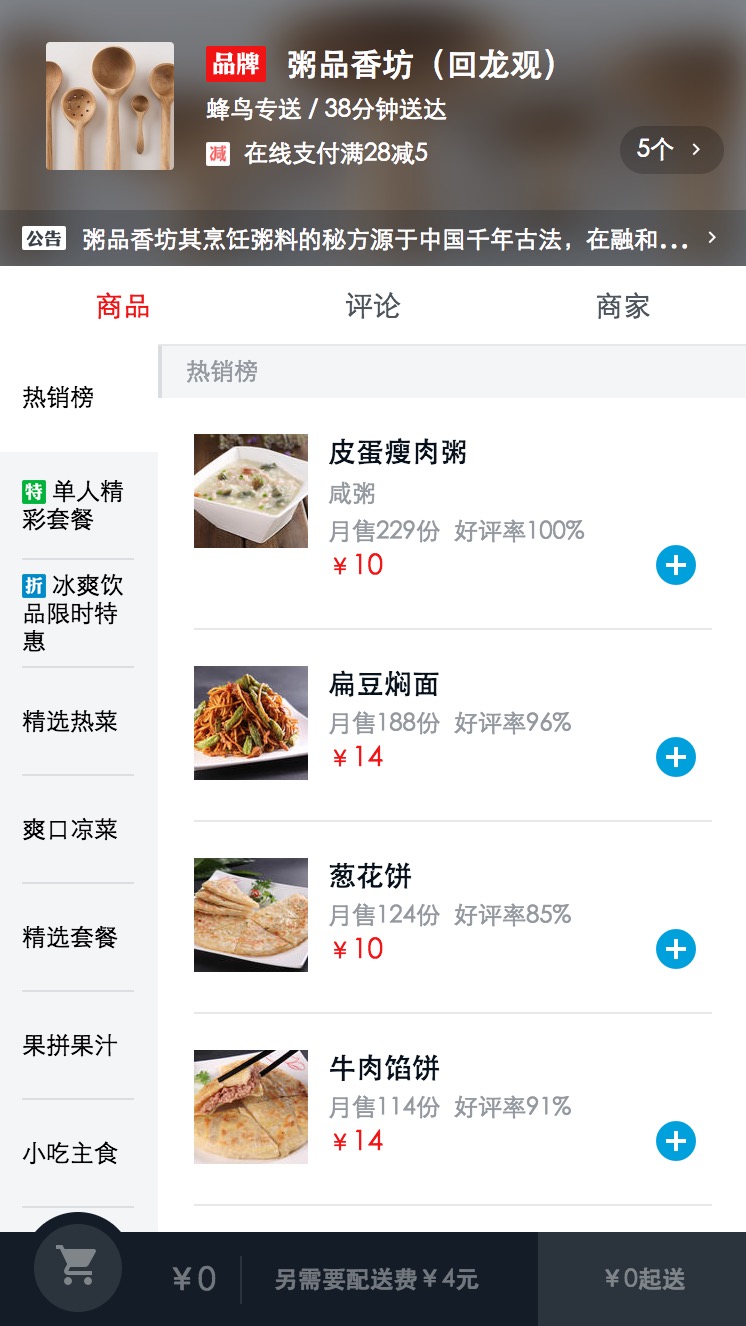 品牌 粥品香坊（回龙观）
蜂鸟专送 / 38分钟送达
减 在线支付满28减5
5个 >
公告 粥品香坊其烹饪粥料的秘方源于中国千年古法，在融和... >
商品 评论 商家
热销榜
热销榜
特 单人精
彩套餐
折 冰爽饮
品限时特
惠
精选热菜
爽口凉菜
精选套餐
果拼果汁
小吃主食
皮蛋瘦肉粥
咸粥
月售229份 好评率100%
￥10
扁豆焖面
月售188份 好评率96%
￥14
葱花饼
月售124份 好评率85%
￥10
牛肉馅饼
月售114份 好评率91%
￥14
￥0 另需要配送费￥4元 ￥0起送